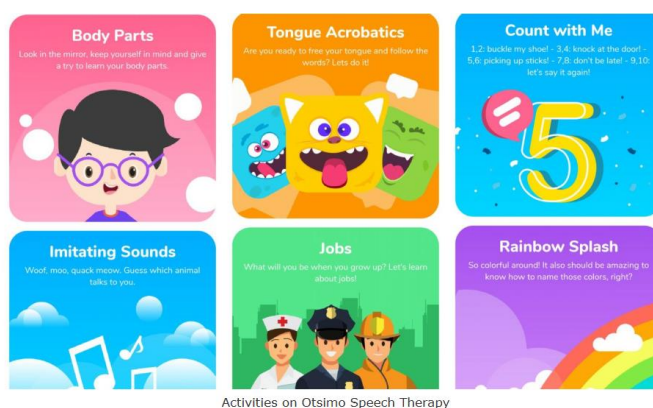 Body Parts
Look in the mirror, keep yourself in mind and give
a try to learn your body parts.
Tongue Acrobatics
Are you ready to free your tongue and follow the
words? Lets do it!
Count with Me
1,2: buckle my shoe! - 3,4: knock at the door! -
5,6: picking up sticks! - 7,8: don't be late! - 9,10:
let's say it again!
5
Imitating Sounds
Woof, moo, quack meow. Guess which animal
talks to you.
Jobs
What will you be when you grow up? Let's learn
about jobs!
Rainbow Splash
So colorful around! It also should be amazing to
know how to name those colors, right?
Activities on Otsimo Speech Therapy